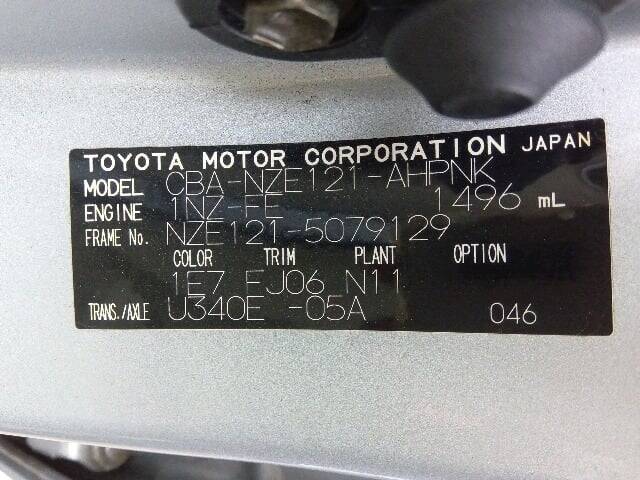 TOYOTA MOTOR CORPORATION JAPAN
MODEL CBA-NZE121-AHPNK
ENGINE 1NZ-FE 1496 mL
FRAME No. NZE121-5079129
COLOR TRIM PLANT OPTION
1E7 FJ06 N11
TRANS./AXLE U340E -05A 046